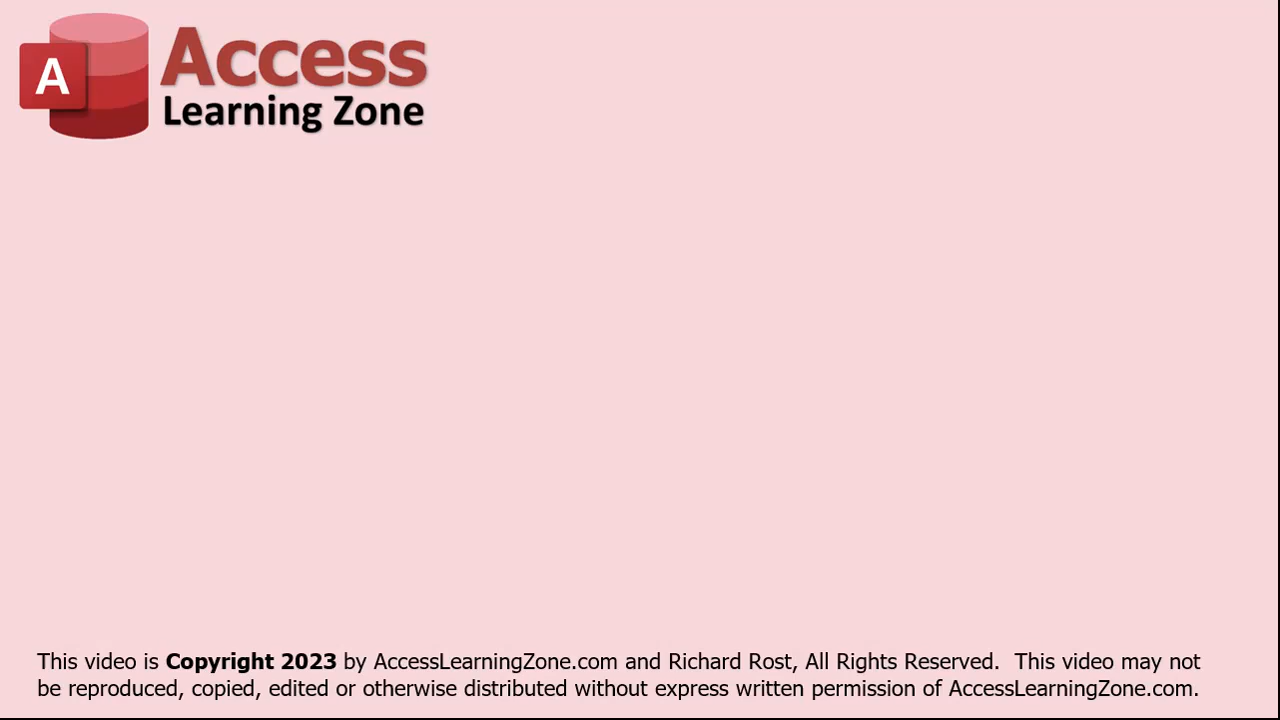 A
Access
Learning Zone
This video is Copyright 2023 by AccessLearningZone.com and Richard Rost, All Rights Reserved.  This video may not
be reproduced, copied, edited or otherwise distributed without express written permission of AccessLearningZone.com.